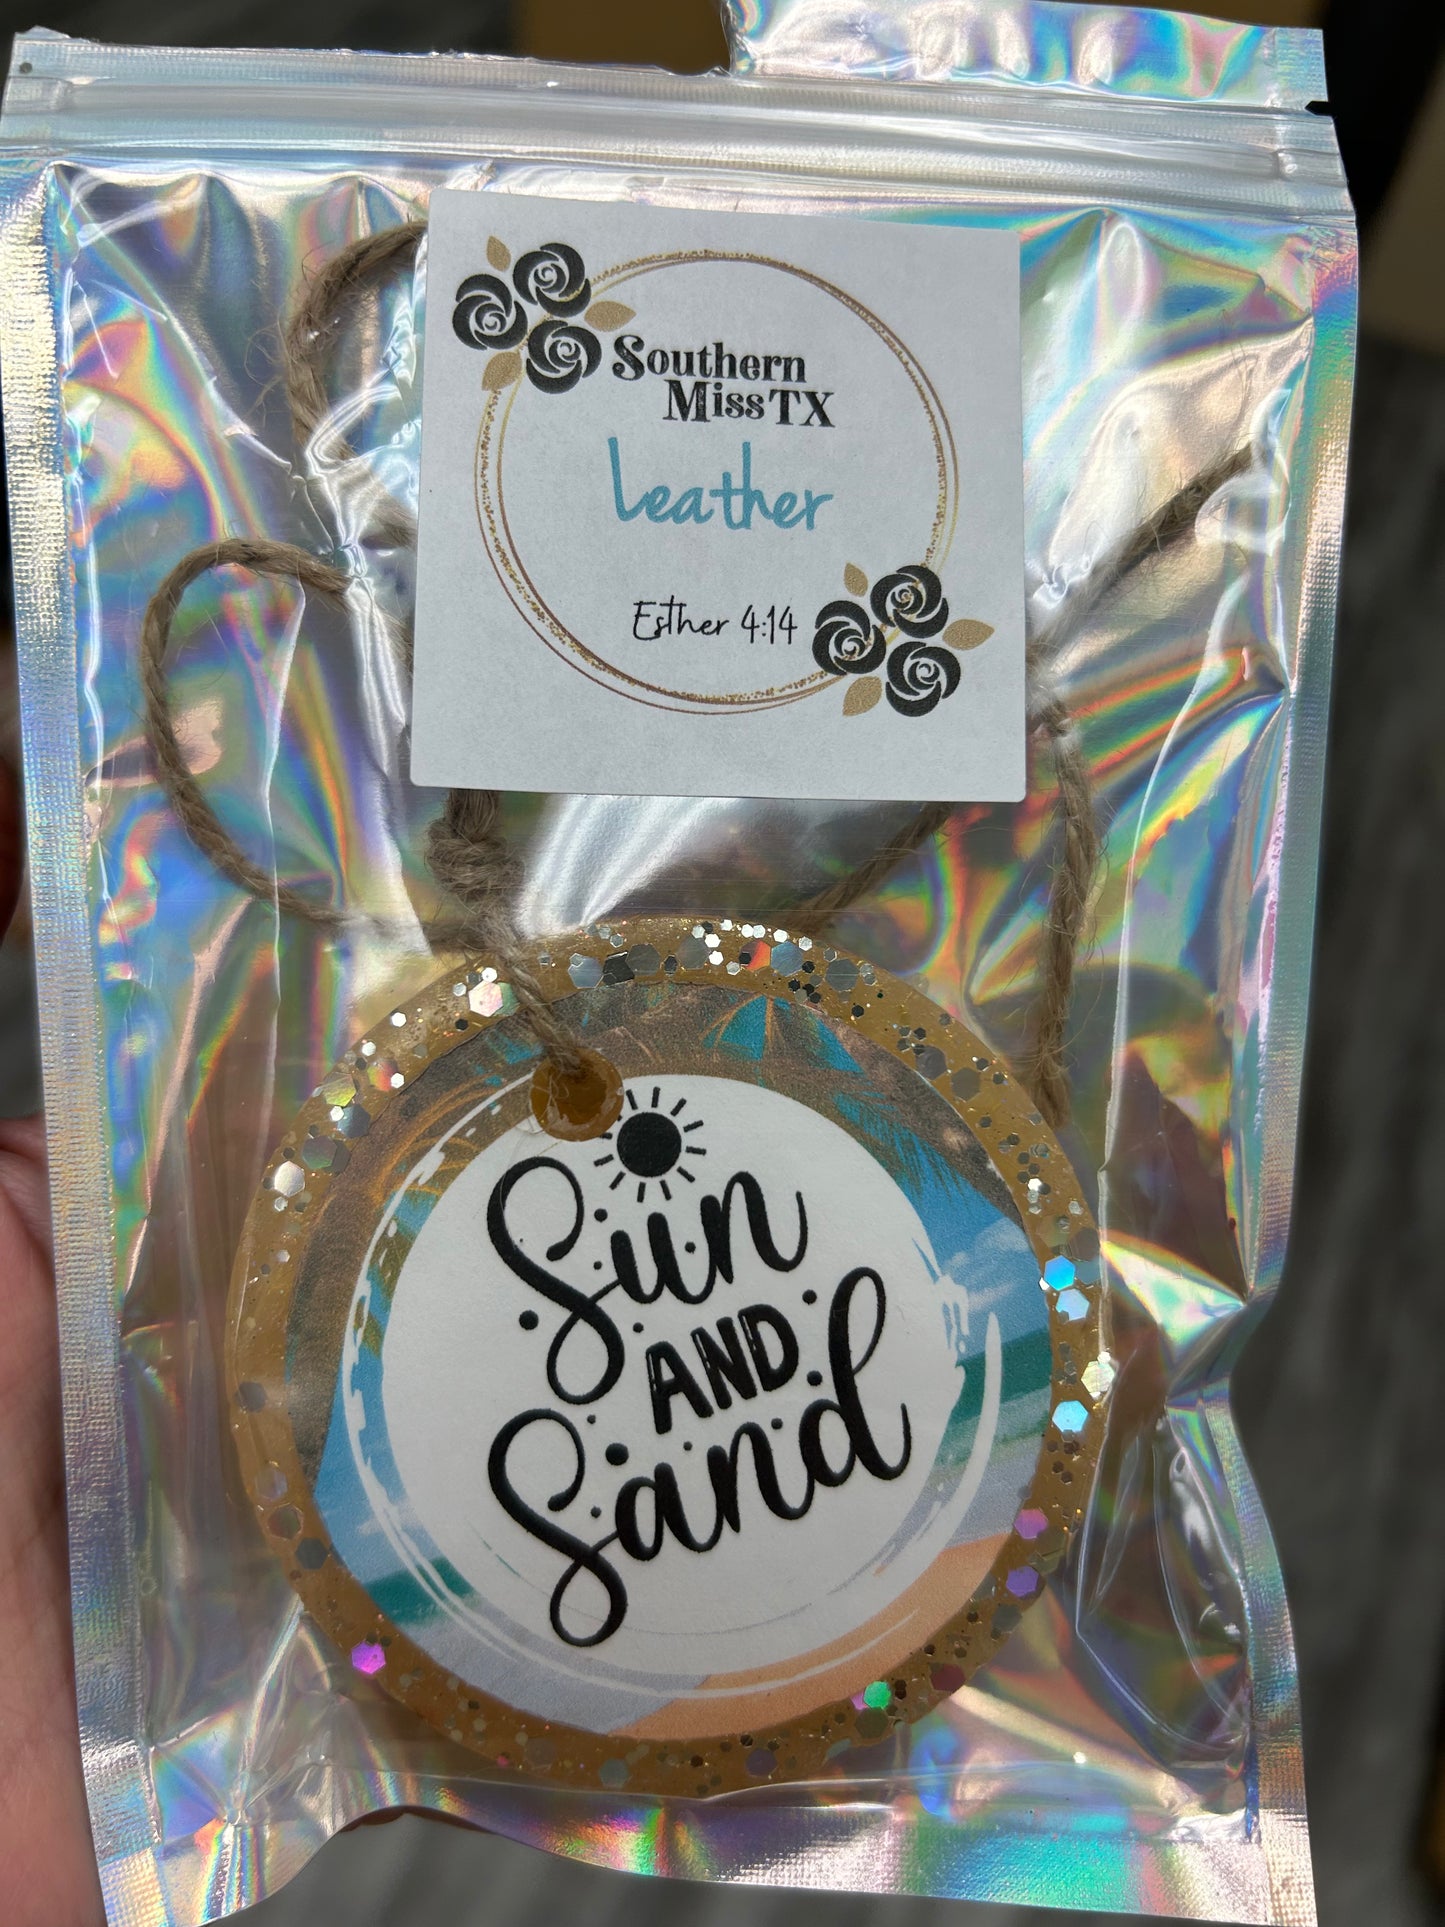 Southern
Miss TX
Leather
Esther 4:14
Sun
AND
Sand